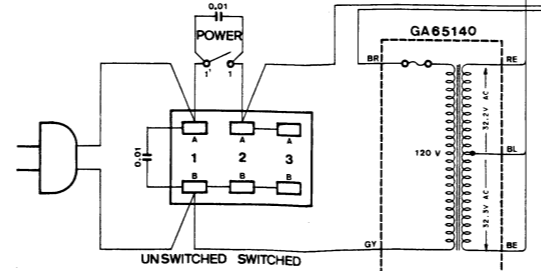 0.01
POWER
1' 1
GA65140
BR
RE
A A A
1 2 3
B B B
0.01
120 V
32.2V AC
BL
32.3V AC
GY
BE
UNSWITCHED SWITCHED